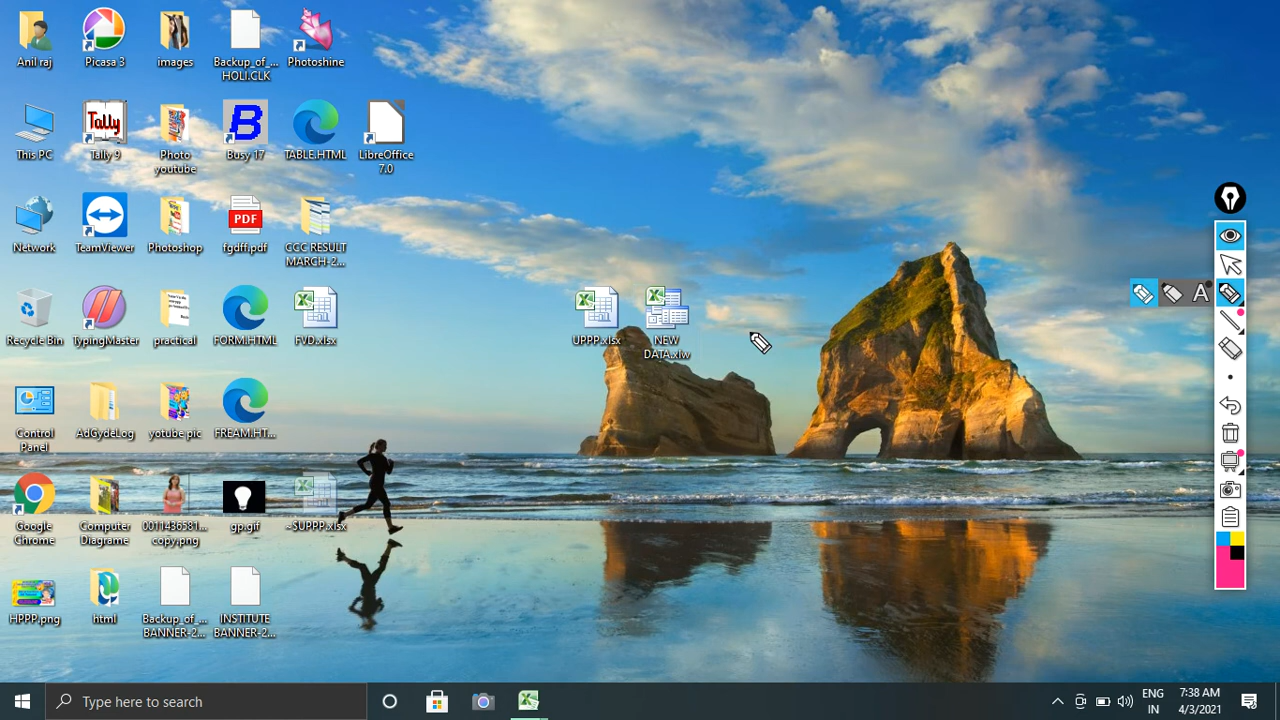 Anil raj
Picasa 3
images
Backup_of_...
HOLI.CLK
Photoshine
This PC
Tally
Tally 9
Photo
youtube
B
Busy 17
TABLE.HTML
LibreOffice
7.0
Network
TeamViewer
Photoshop
PDF
fgdffi.pdf
CCC RESULT
MARCH-2...
Recycle Bin
TypingMaster
practical
FORM.HTML
FVD.xlsx
UPPP.xlsx
NEW
DATA.xlw
A
Control
Panel
AdGydeLog
yotube pic
FREAM.HT...
Google
Chrome
Computer
Diagrame
0011436581...
copy.png
gp.gif
~SUPPP.xlsx
HPPP.png
html
Backup_of_...
BANNER-2...
INSTITUTE
BANNER-2...
Type here to search
ENG
IN
7:38 AM
4/3/2021